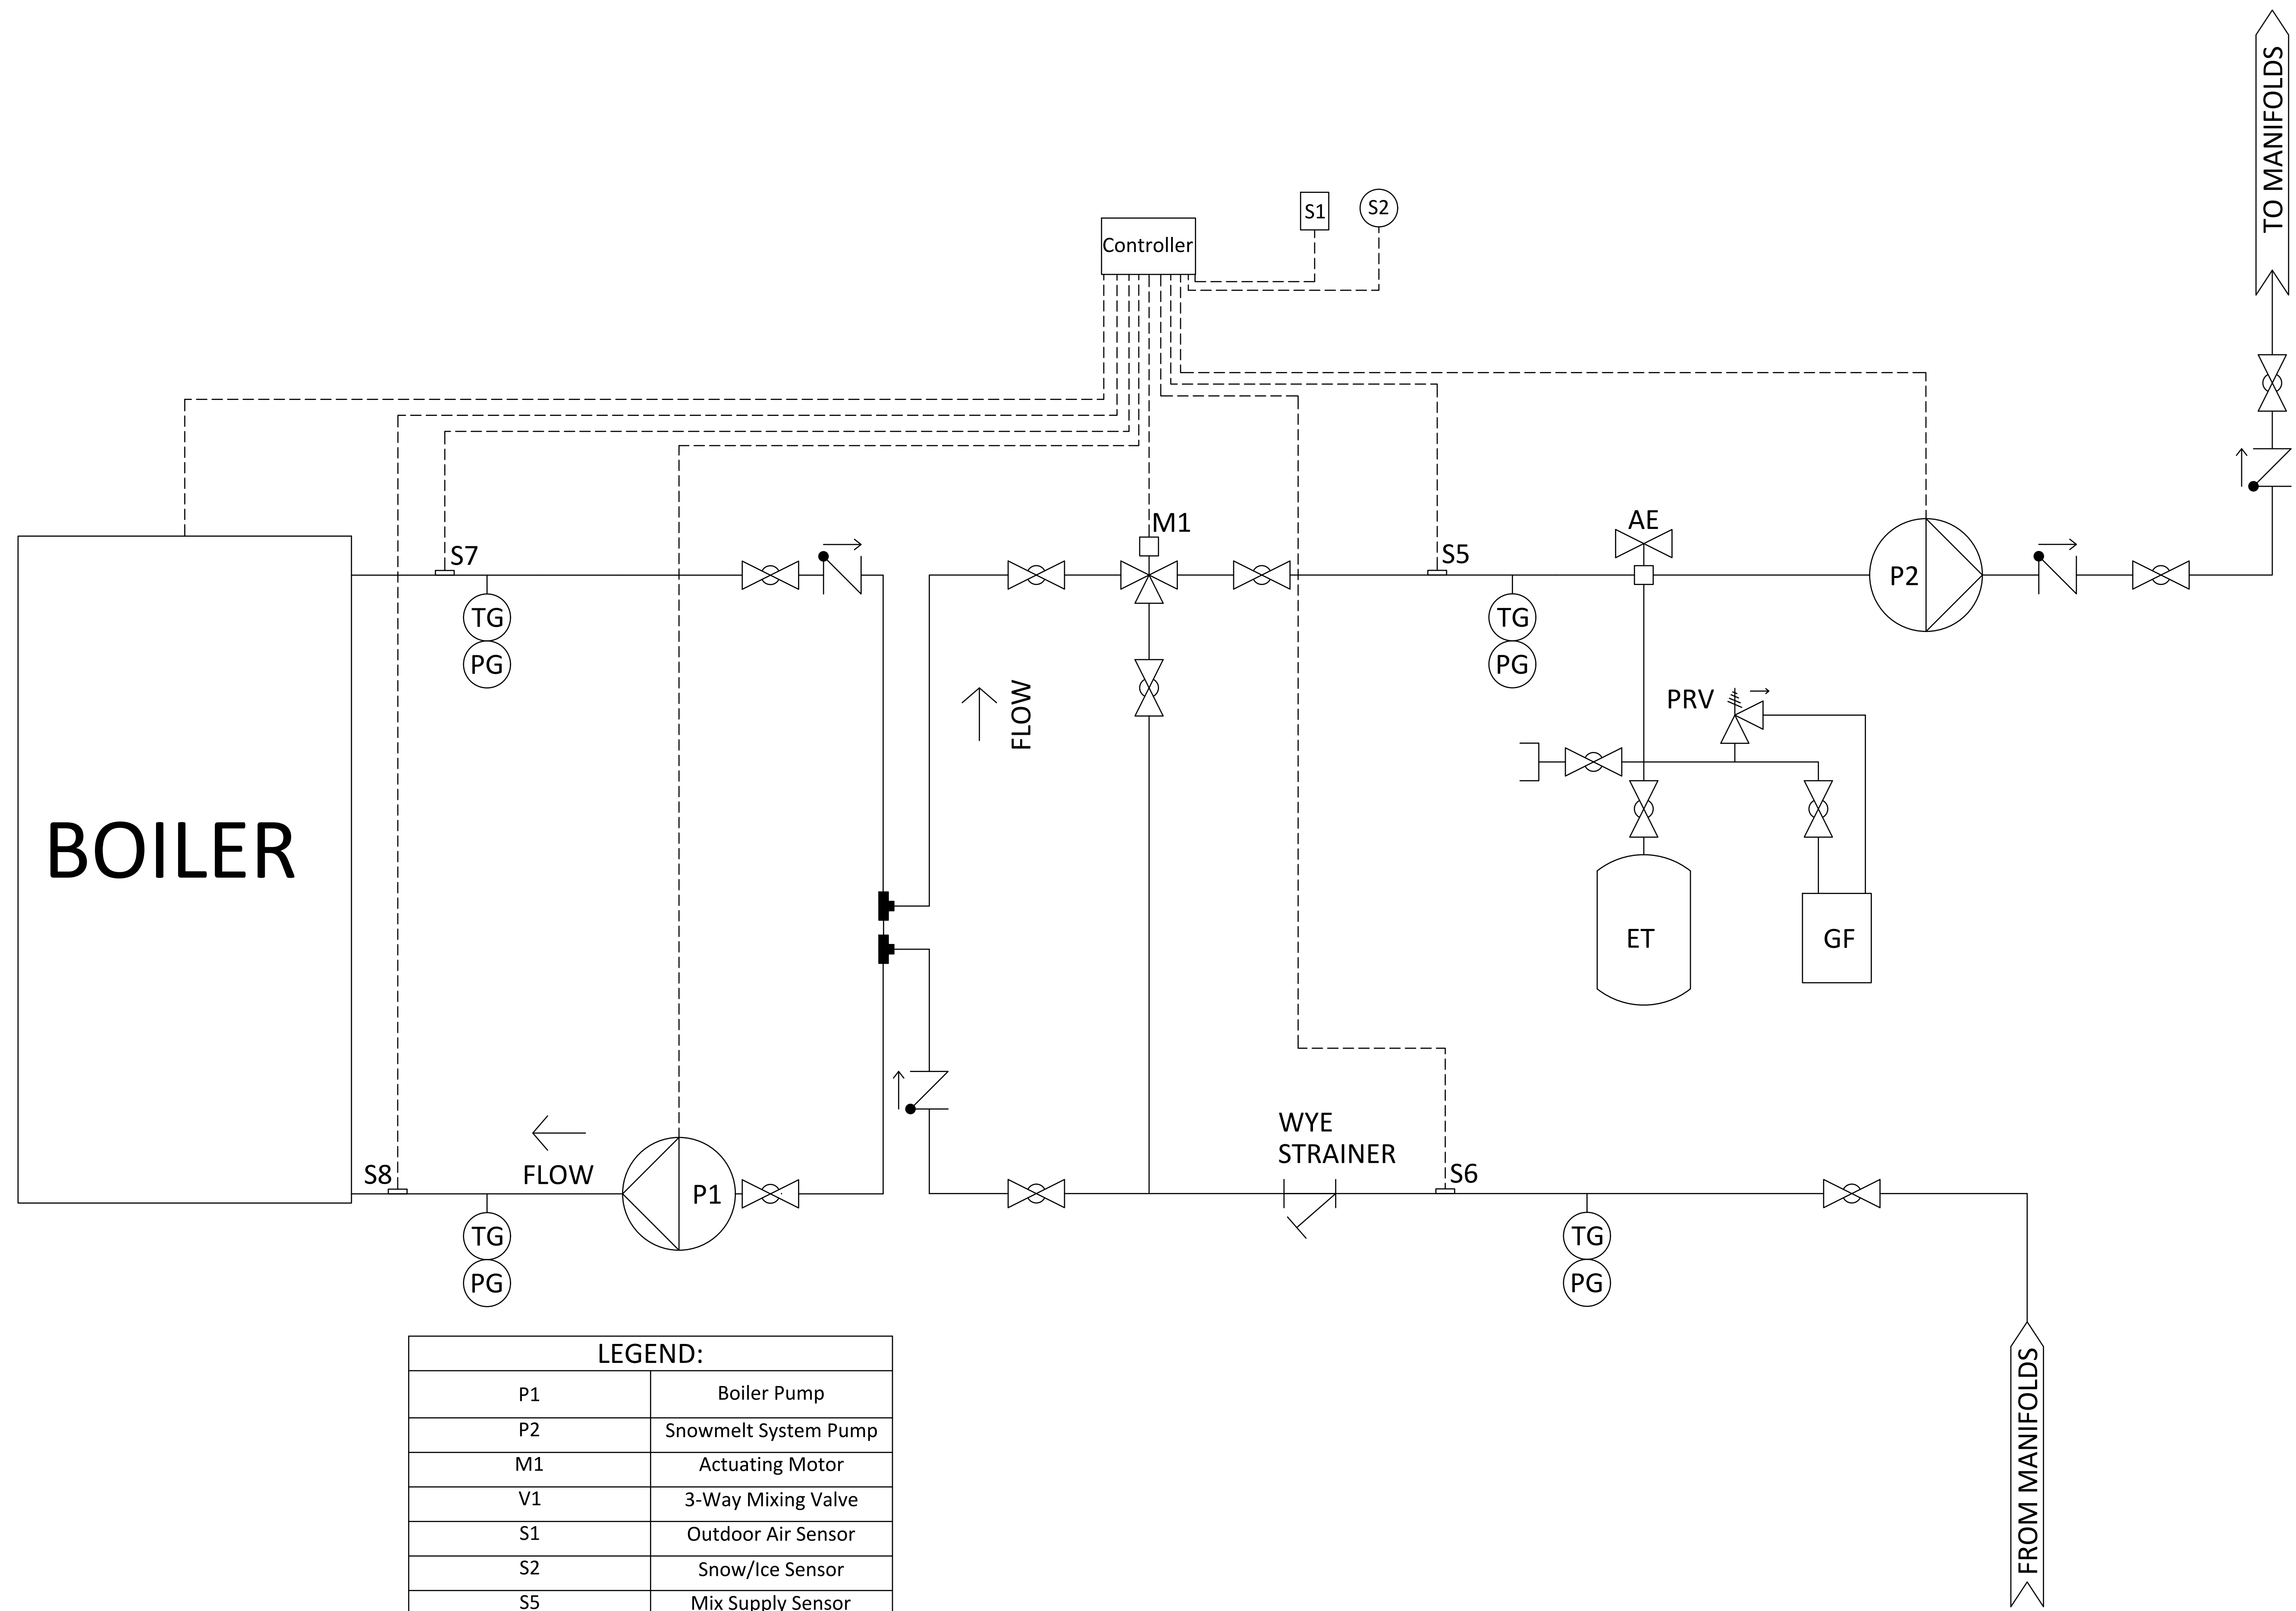 TO MANIFOLDS
S1
S2
Controller
M1
AE
S7
S5
P2
TG
PG
TG
PG
FLOW
PRV
BOILER
ET
GF
WYE
STRAINER
S8
FLOW
P1
S6
TG
PG
TG
PG
FROM MANIFOLDS
LEGEND:
P1 Boiler Pump
P2 Snowmelt System Pump
M1 Actuating Motor
V1 3-Way Mixing Valve
S1 Outdoor Air Sensor
S2 Snow/Ice Sensor
S5 Mix Supply Sensor